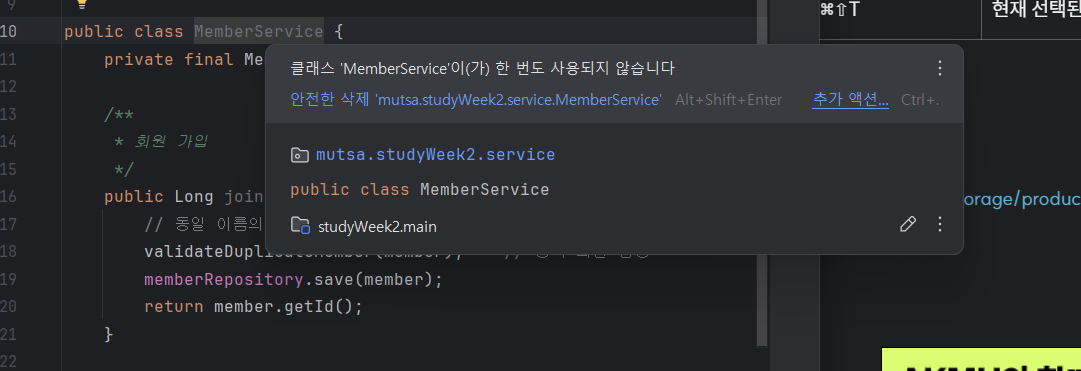 9
10 public class MemberService {
11 private final Me
12
13 /**
14 * 회원 가입
15 */
16 public Long join
17 // 동일 이름의
18 validateDuplicateMember(member);
19 memberRepository.save(member);
20 return member.getId();
21 }
22
클래스 'MemberService'이(가) 한 번도 사용되지 않습니다
안전한 삭제 'mutsa.studyWeek2.service.MemberService' Alt+Shift+Enter 추가 액션... Ctrl+.
mutsa.studyWeek2.service
public class MemberService
studyWeek2.main
⌘⇧T 현재 선택된
orage/produc